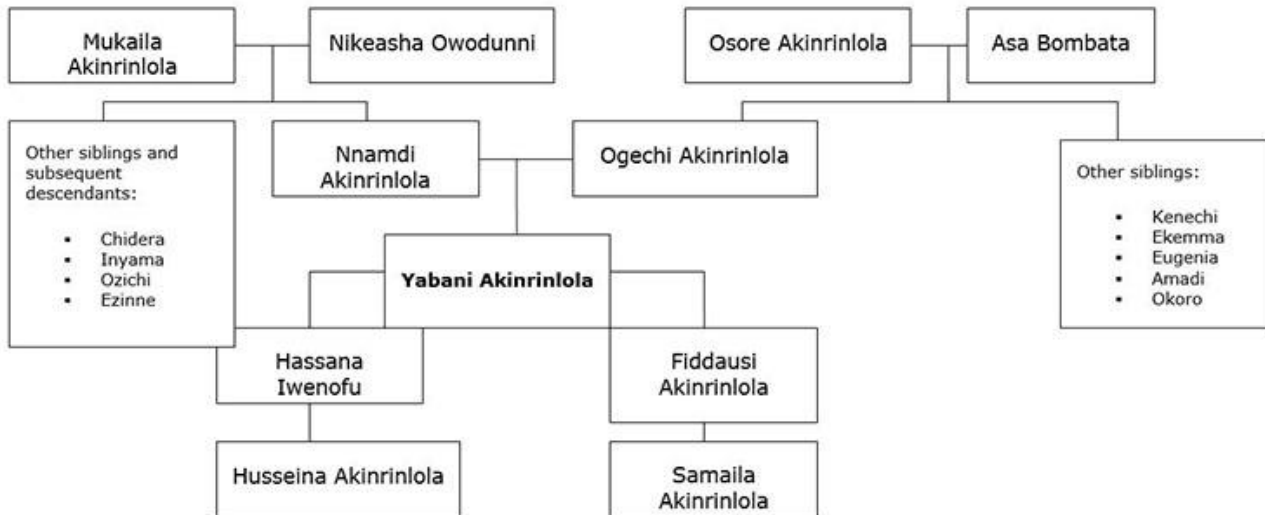 Mukaila
Akinrinlola
Nikeasha Owodunni
Osore Akinrinlola
Asa Bombata
Other siblings and
subsequent
descendants:
▪ Chidera
▪ Inyama
▪ Ozichi
▪ Ezinne
Nnamdi
Akinrinlola
Ogechi Akinrinlola
Other siblings:
▪ Kenechi
▪ Ekemma
▪ Eugenia
▪ Amadi
▪ Okoro
Yabani Akinrinlola
Hassana
Iwenofu
Fiddausi
Akinrinlola
Husseina Akinrinlola
Samaila
Akinrinlola